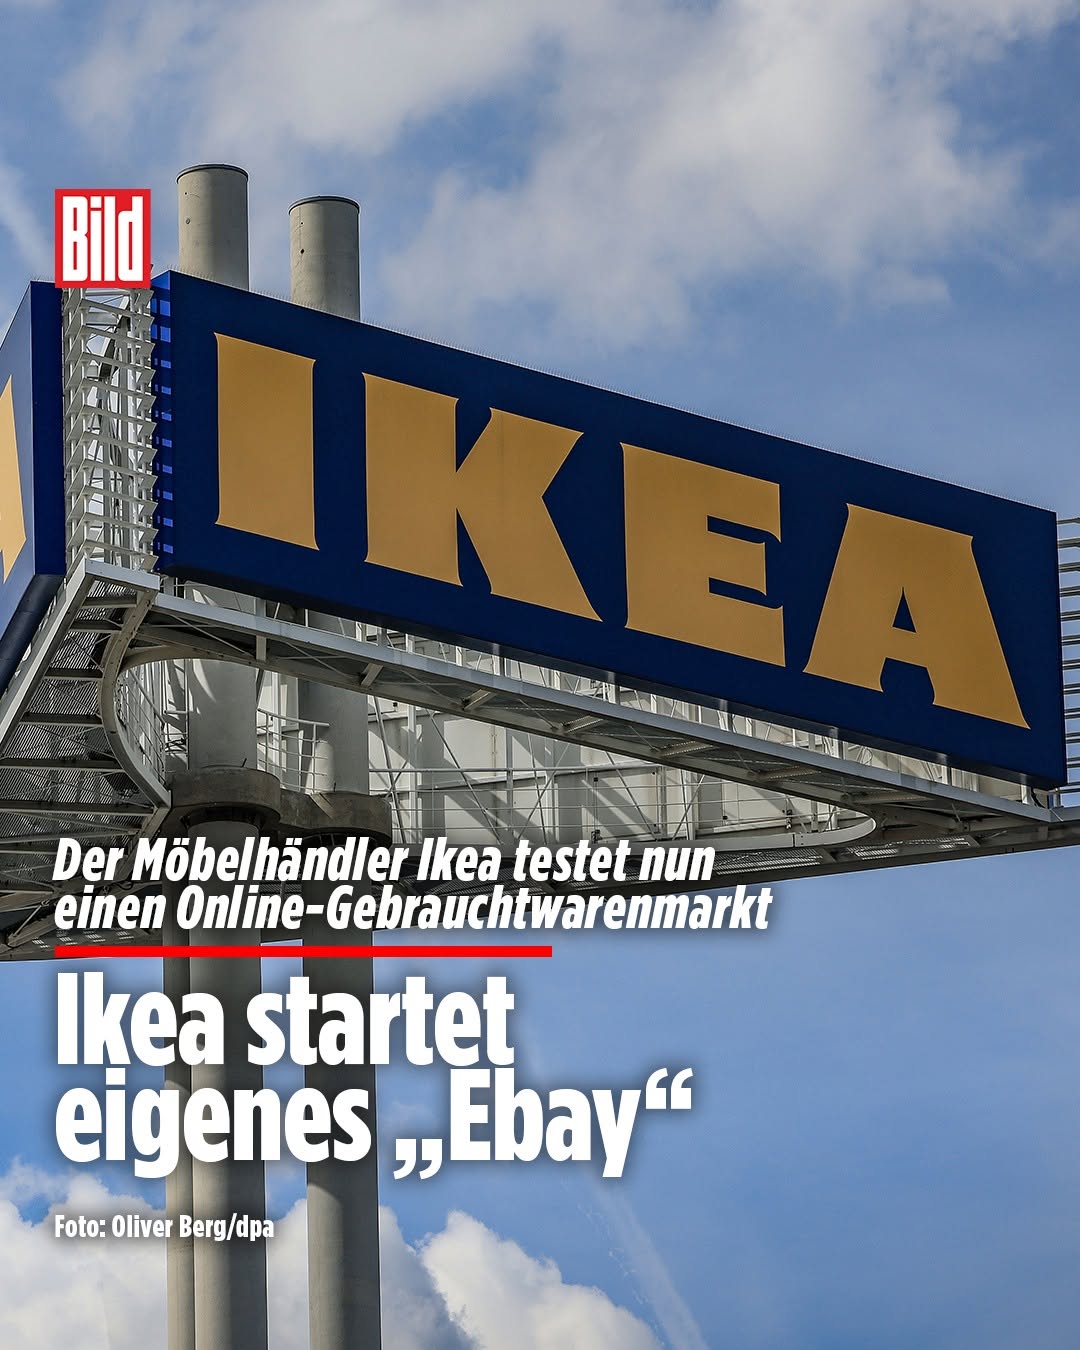 Bild
IKEA
Der Möbelhändler Ikea testet nun
einen Online-Gebrauchtwarenmarkt
Ikea startet
eigenes „Ebay“
Foto: Oliver Berg/dpa